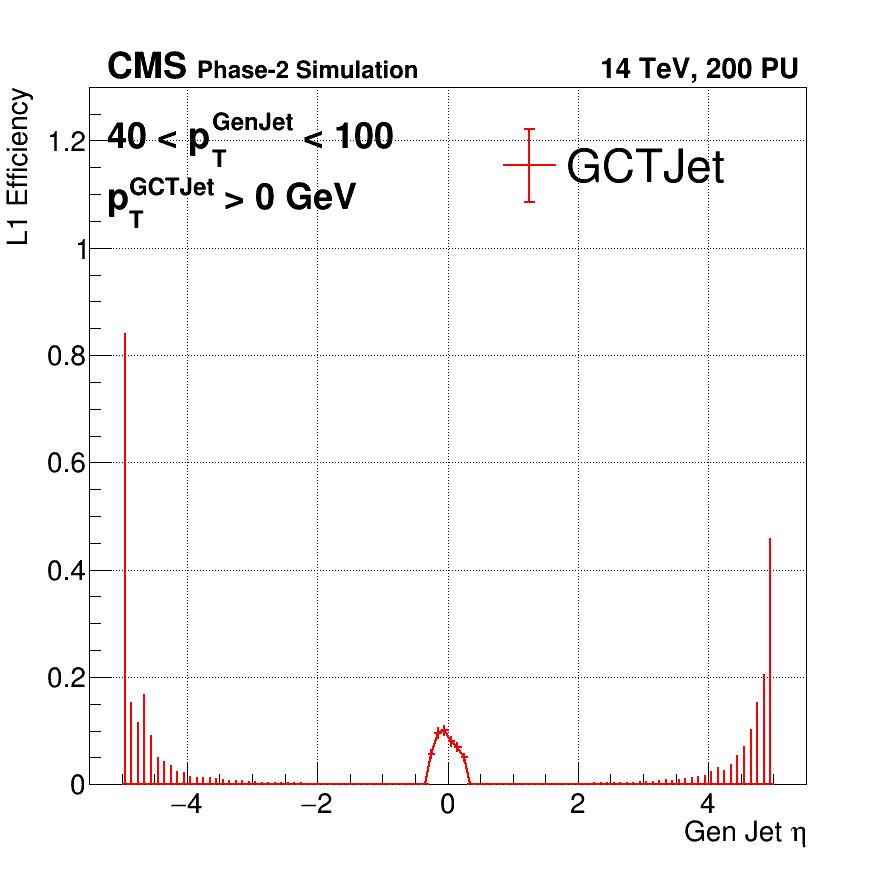 CMS Phase-2 Simulation 14 TeV, 200 PU
L1 Efficiency
40 < p_T^GenJet < 100
p_T^GCTJet > 0 GeV
GCTJet
1.2
1
0.8
0.6
0.4
0.2
0
−4 −2 0 2 4
Gen Jet η